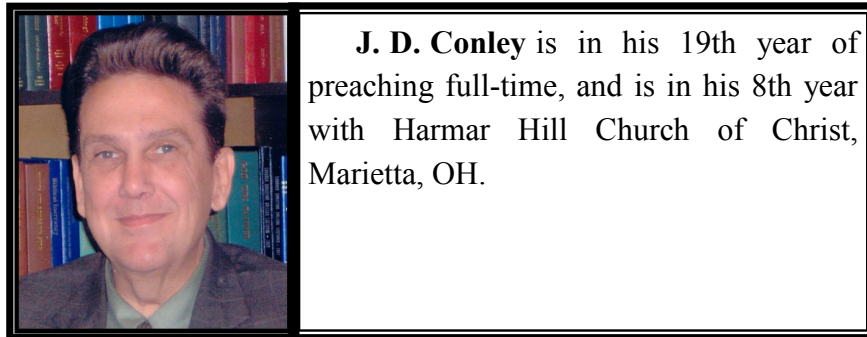 J. D. Conley is in his 19th year of
preaching full-time, and is in his 8th year
with Harmar Hill Church of Christ,
Marietta, OH.